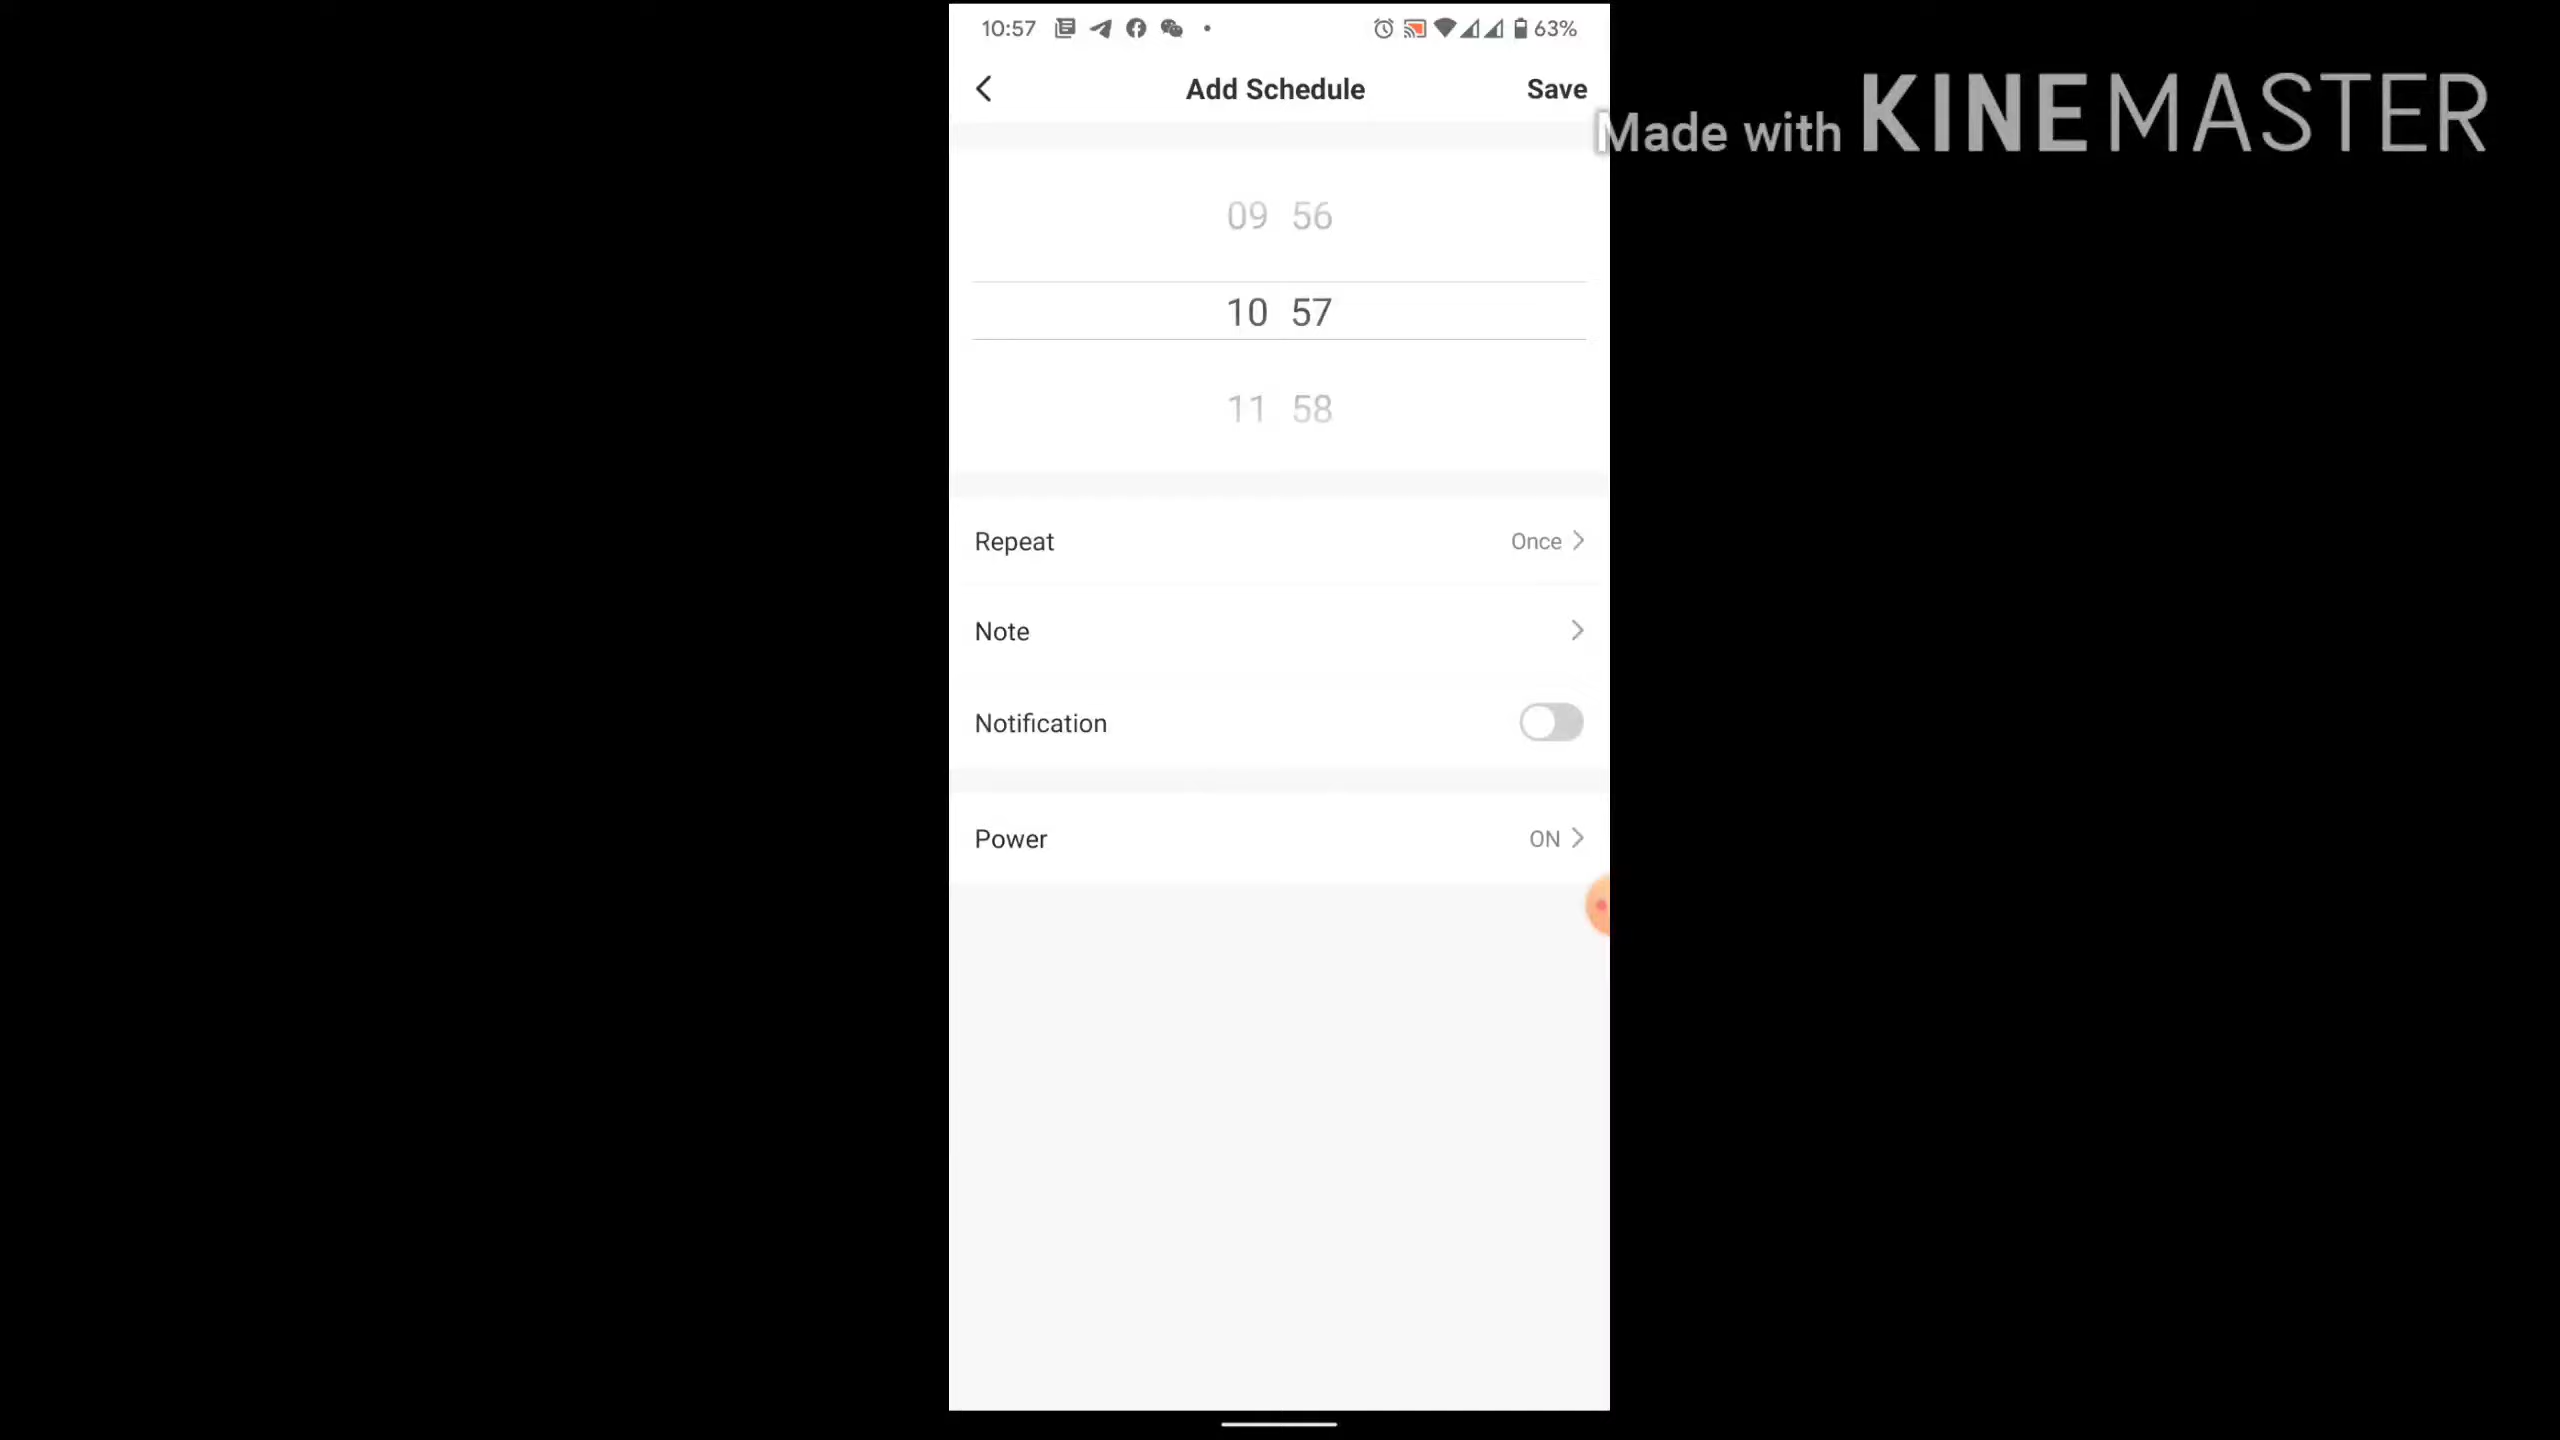 10:57 63%
Add Schedule Save
Made with KINEMASTER
09 56
10 57
11 58
Repeat Once
Note
Notification
Power ON